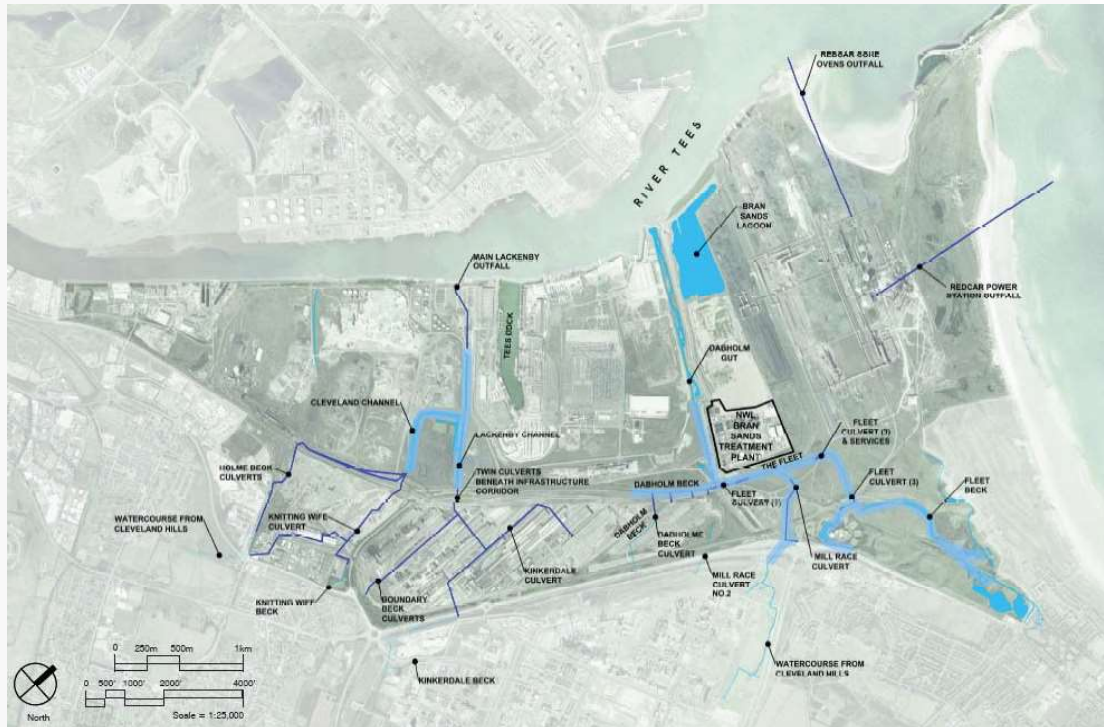 REDCAR COKE
OVENS OUTFALL
RIVER TEES
BRAN
SANDS
LAGOON
MAIN LACKENBY
OUTFALL
REDCAR POWER
STATION OUTFALL
TEES DOCK
DABHOLM
GUT
CLEVELAND CHANNEL
NWL
BRAN
SANDS
TREATMENT
PLANT
FLEET
CULVERT (3)
& SERVICES
LACKENBY CHANNEL
THE FLEET
HOLME BECK
CULVERTS
TWIN CULVERTS
BENEATH INFRASTRUCTURE
CORRIDOR
DABHOLM BECK
FLEET
CULVERT (3)
FLEET
BECK
FLEET
KNITTING WIFE
CULVERT
WATERCOURSE FROM
CLEVELAND HILLS
DABHOLM
BECK
DABHOLME
BECK
CULVERT
MILL RACE
CULVERT
KINKERDALE
CULVERT
MILL RACE
CULVERT
NO.2
KNITTING WIFE
BECK
BOUNDARY
BECK
CULVERTS
WATERCOURSE FROM
CLEVELAND HILLS
KINKERDALE BECK
0 250m 500m 1km
0 500' 1000' 2000' 4000'
Scale = 1:25,000
North